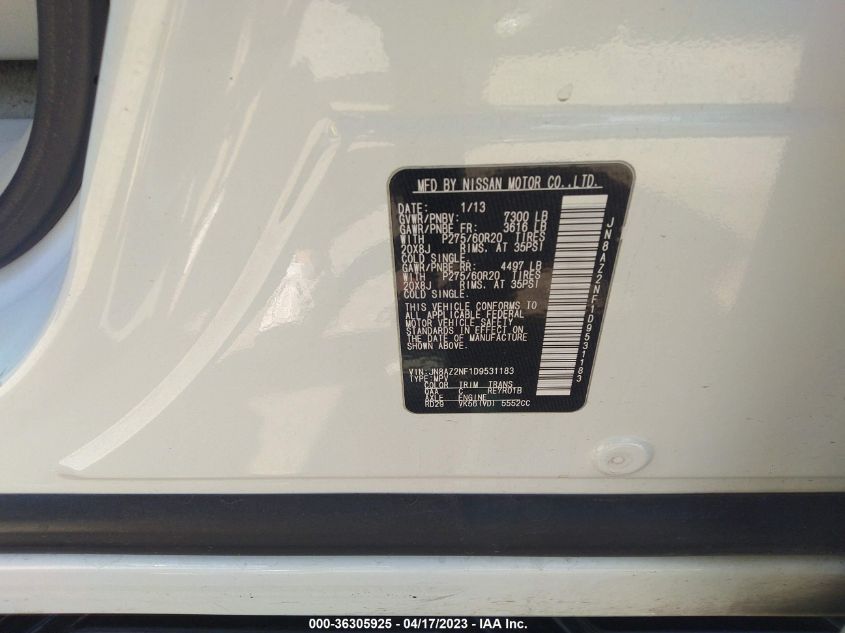 MFD BY NISSAN MOTOR CO.,LTD.
DATE: 1/13
GVWR/PNBV: 7300 LB
GAWR/PNBE FR: 3616 LB
WITH P275/60R20 TIRES
20X8J RIMS. AT 35PSI
COLD SINGLE.
GAWR/PNBE RR: 4497 LB
WITH P275/60R20 TIRES
20X8J RIMS. AT 35PSI
COLD SINGLE.
THIS VEHICLE CONFORMS TO
ALL APPLICABLE FEDERAL
MOTOR VEHICLE SAFETY
STANDARDS IN EFFECT ON
THE DATE OF MANUFACTURE
SHOWN ABOVE.
VIN:JN8AZ2NF1D9531183
TYPE:MPV
COLOR TRIM TRANS
QAA C RE7R01B
AXLE ENGINE
RD29 VK56(VD) 5552CC
JN8AZ2NF1D9531183
000-36305925 - 04/17/2023 - IAA Inc.